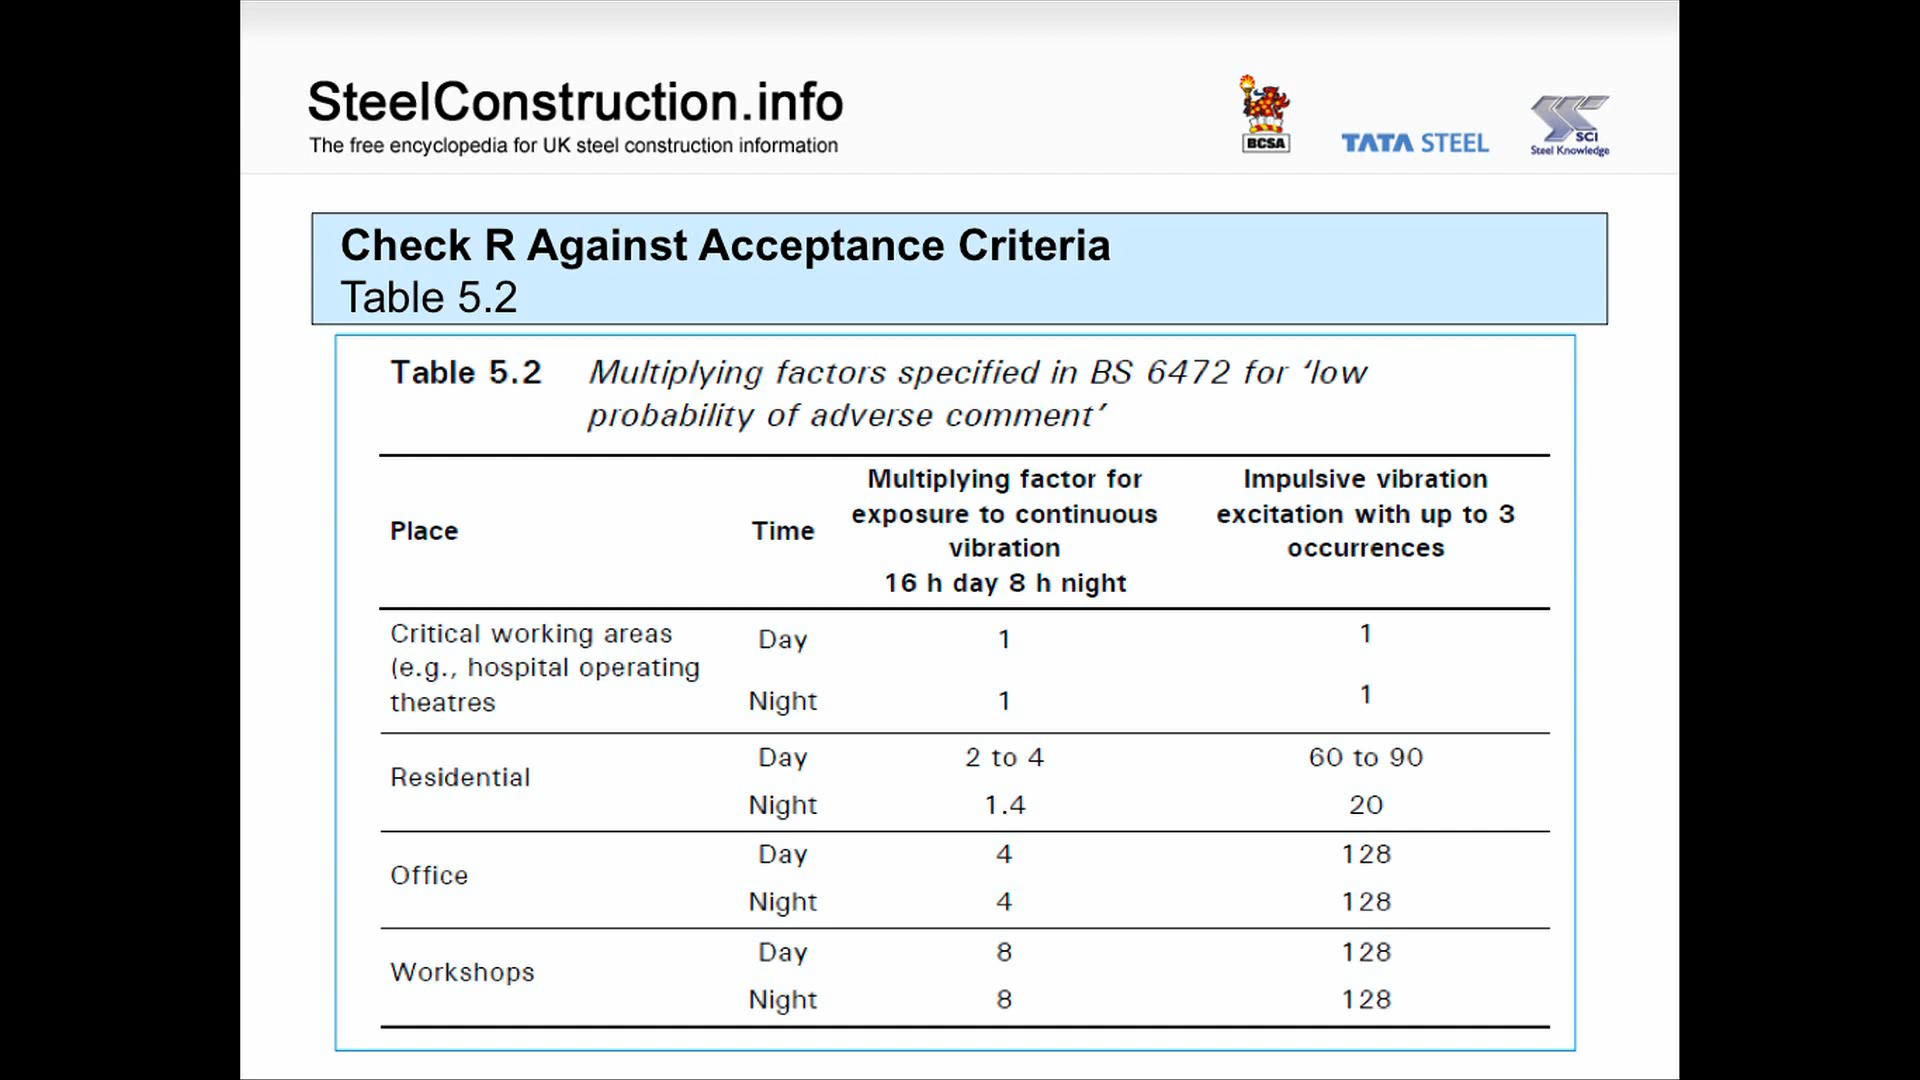 SteelConstruction.info
The free encyclopedia for UK steel construction information
BCSA
TATA STEEL
SCI
Steel Knowledge
Check R Against Acceptance Criteria
Table 5.2
Table 5.2 Multiplying factors specified in BS 6472 for ‘low
probability of adverse comment’
Place Time Multiplying factor for exposure to continuous vibration 16 h day 8 h night Impulsive vibration excitation with up to 3 occurrences
Critical working areas Day 1 1
(e.g., hospital operating
theatres Night 1 1
Residential Day 2 to 4 60 to 90
Night 1.4 20
Office Day 4 128
Night 4 128
Workshops Day 8 128
Night 8 128